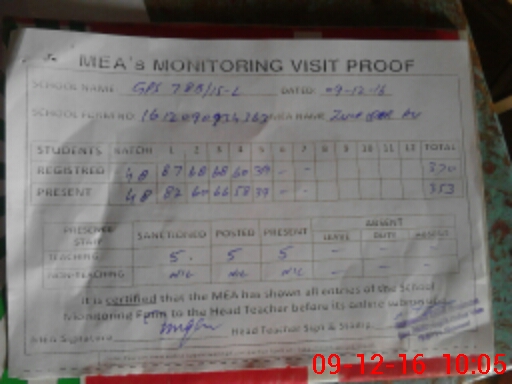 MEA's MONITORING VISIT PROOF
SCHOOL NAME GPS 788/15-L DATED: 09-12-16
SCHOOL FORM NO MEA NAME
STUDENTS KATCHI 1 2 3 4 5 6 7 8 9 10 11 12 TOTAL
REGISTRED 48 87 68 68 60 39 - - 370
PRESENT 48 82 60 66 58 39 - - 353
PRESENCE STAFF SANCTIONED POSTED PRESENT ABSENT
LEAVE DUTY ABSENT
TEACHING 5 5 5 - - -
NONTEACHING NIL NIL NIL - - -
It is certified that the MEA has shown all entries of the School
Monitoring Form to the Head Teacher before its online submission
MEA Signature Head Teacher Sign & Stamp
09-12-16 10:05